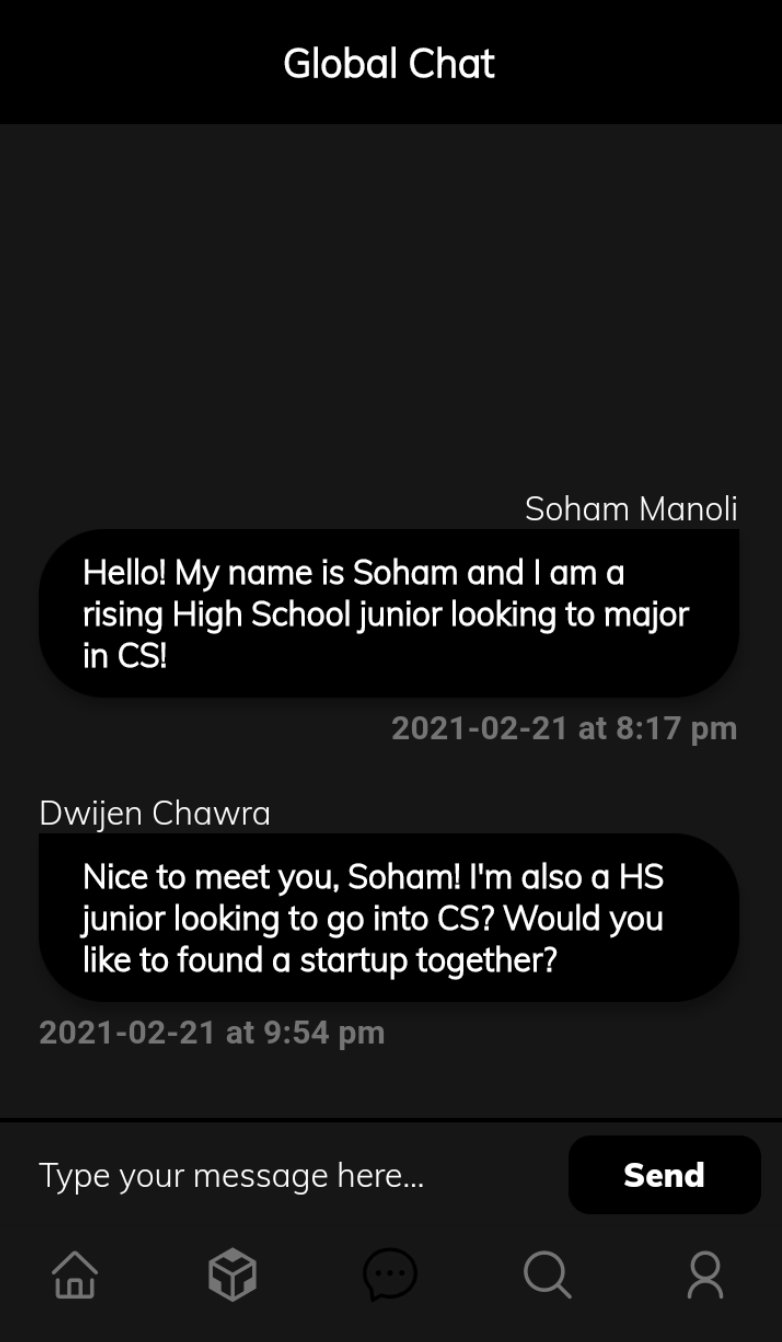 Global Chat
Soham Manoli
Hello! My name is Soham and I am a
rising High School junior looking to major
in CS!
2021-02-21 at 8:17 pm
Dwijen Chawra
Nice to meet you, Soham! I'm also a HS
junior looking to go into CS? Would you
like to found a startup together?
2021-02-21 at 9:54 pm
Type your message here...
Send